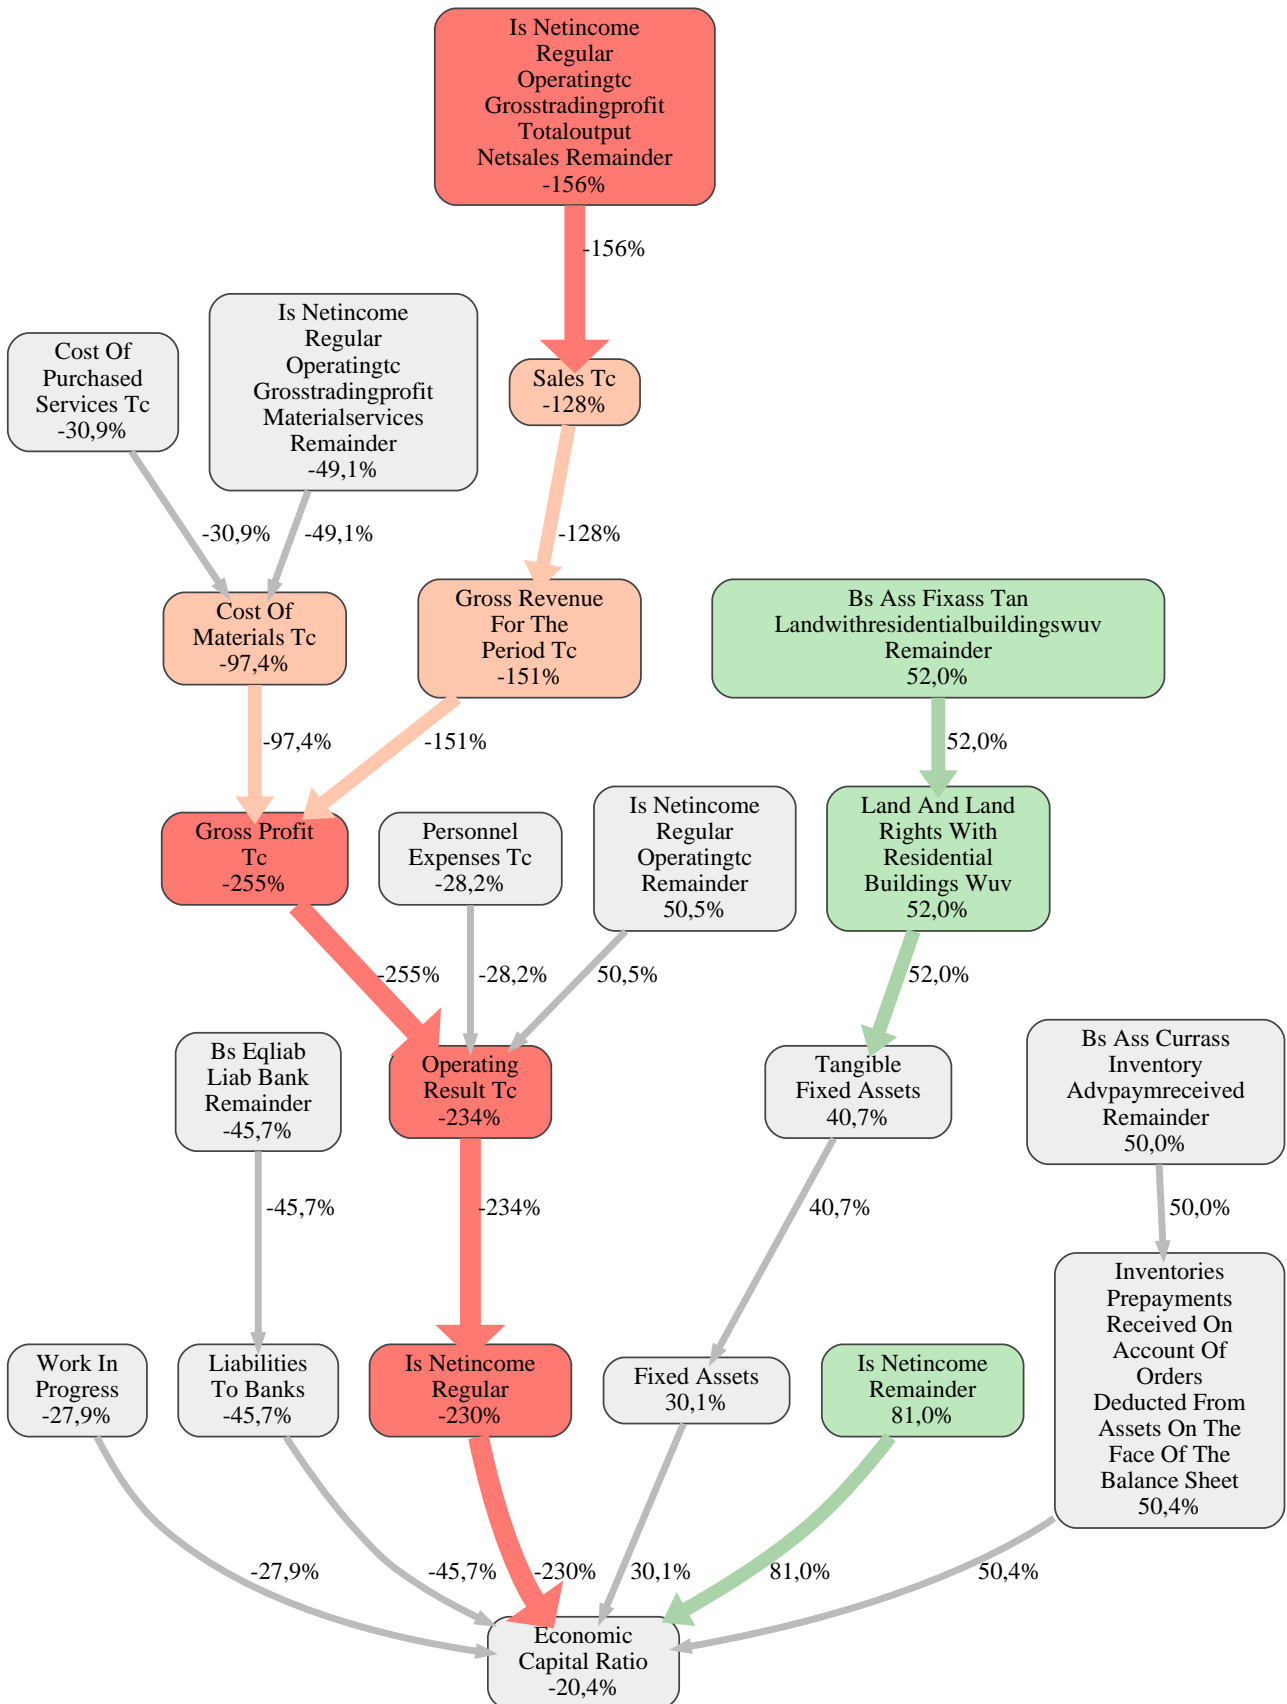 Is Netincome
Regular
Operatingtc
Grosstradingprofit
Totaloutput
Netsales Remainder
-156%
-156%
Cost Of
Purchased
Services Tc
-30,9%
Is Netincome
Regular
Operatingtc
Grosstradingprofit
Materialservices
Remainder
-49,1%
Sales Tc
-128%
-30,9%
-49,1%
-128%
Cost Of
Materials Tc
-97,4%
Gross Revenue
For The
Period Tc
-151%
Bs Ass Fixass Tan
Landwithresidentialbuildingswuv
Remainder
52,0%
-97,4%
-151%
52,0%
Gross Profit
Tc
-255%
Personnel
Expenses Tc
-28,2%
Is Netincome
Regular
Operatingtc
Remainder
50,5%
Land And Land
Rights With
Residential
Buildings Wuv
52,0%
-255%
-28,2%
50,5%
52,0%
Bs Eqliab
Liab Bank
Remainder
-45,7%
Operating
Result Tc
-234%
Tangible
Fixed Assets
40,7%
Bs Ass Currass
Inventory
Advpaymreceived
Remainder
50,0%
-45,7%
-234%
40,7%
50,0%
Work In
Progress
-27,9%
Liabilities
To Banks
-45,7%
Is Netincome
Regular
-230%
Fixed Assets
30,1%
Is Netincome
Remainder
81,0%
Inventories
Prepayments
Received On
Account Of
Orders
Deducted From
Assets On The
Face Of The
Balance Sheet
50,4%
-27,9%
-45,7%
-230%
30,1%
81,0%
50,4%
Economic
Capital Ratio
-20,4%